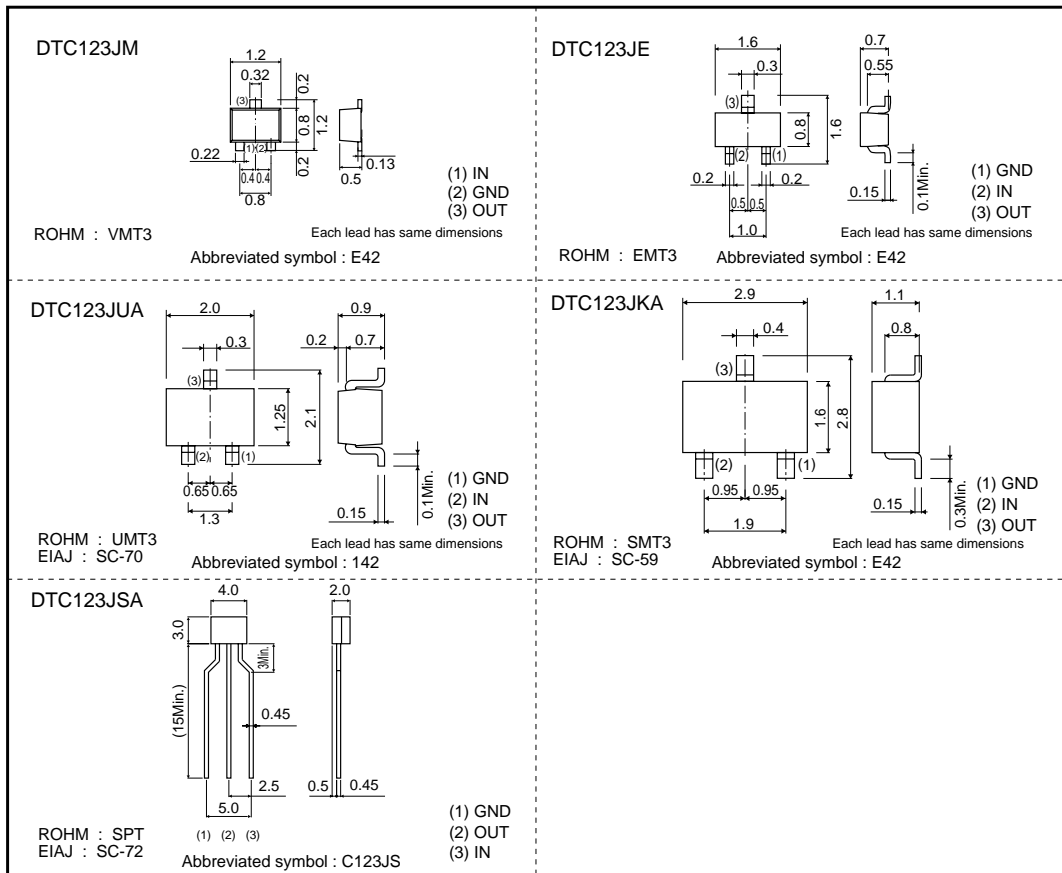 DTC123JM
1.2
0.32
0.2
(3)
0.8
1.2
0.22
(1)
(2)
0.2
0.4
0.4
0.8
0.5
0.13
(1) IN
(2) GND
(3) OUT
ROHM : VMT3
Each lead has same dimensions
Abbreviated symbol : E42
DTC123JE
1.6
0.3
0.7
0.55
(3)
0.8
1.6
(2)
(1)
0.2
0.2
0.5
0.5
1.0
0.15
0.1Min.
(1) GND
(2) IN
(3) OUT
ROHM : EMT3
Each lead has same dimensions
Abbreviated symbol : E42
DTC123JUA
2.0
0.3
0.9
0.2
0.7
(3)
1.25
2.1
(2)
(1)
0.65
0.65
1.3
0.15
0.1Min.
(1) GND
(2) IN
(3) OUT
ROHM : UMT3
EIAJ : SC-70
Each lead has same dimensions
Abbreviated symbol : 142
DTC123JKA
2.9
0.4
1.1
0.8
(3)
1.6
2.8
(2)
(1)
0.95
0.95
1.9
0.15
0.3Min.
(1) GND
(2) IN
(3) OUT
ROHM : SMT3
EIAJ : SC-59
Each lead has same dimensions
Abbreviated symbol : E42
DTC123JSA
4.0
2.0
3.0
3Min.
(15Min.)
0.45
2.5
5.0
0.5
0.45
(1) (2) (3)
(1) GND
(2) OUT
(3) IN
ROHM : SPT
EIAJ : SC-72
Abbreviated symbol : C123JS